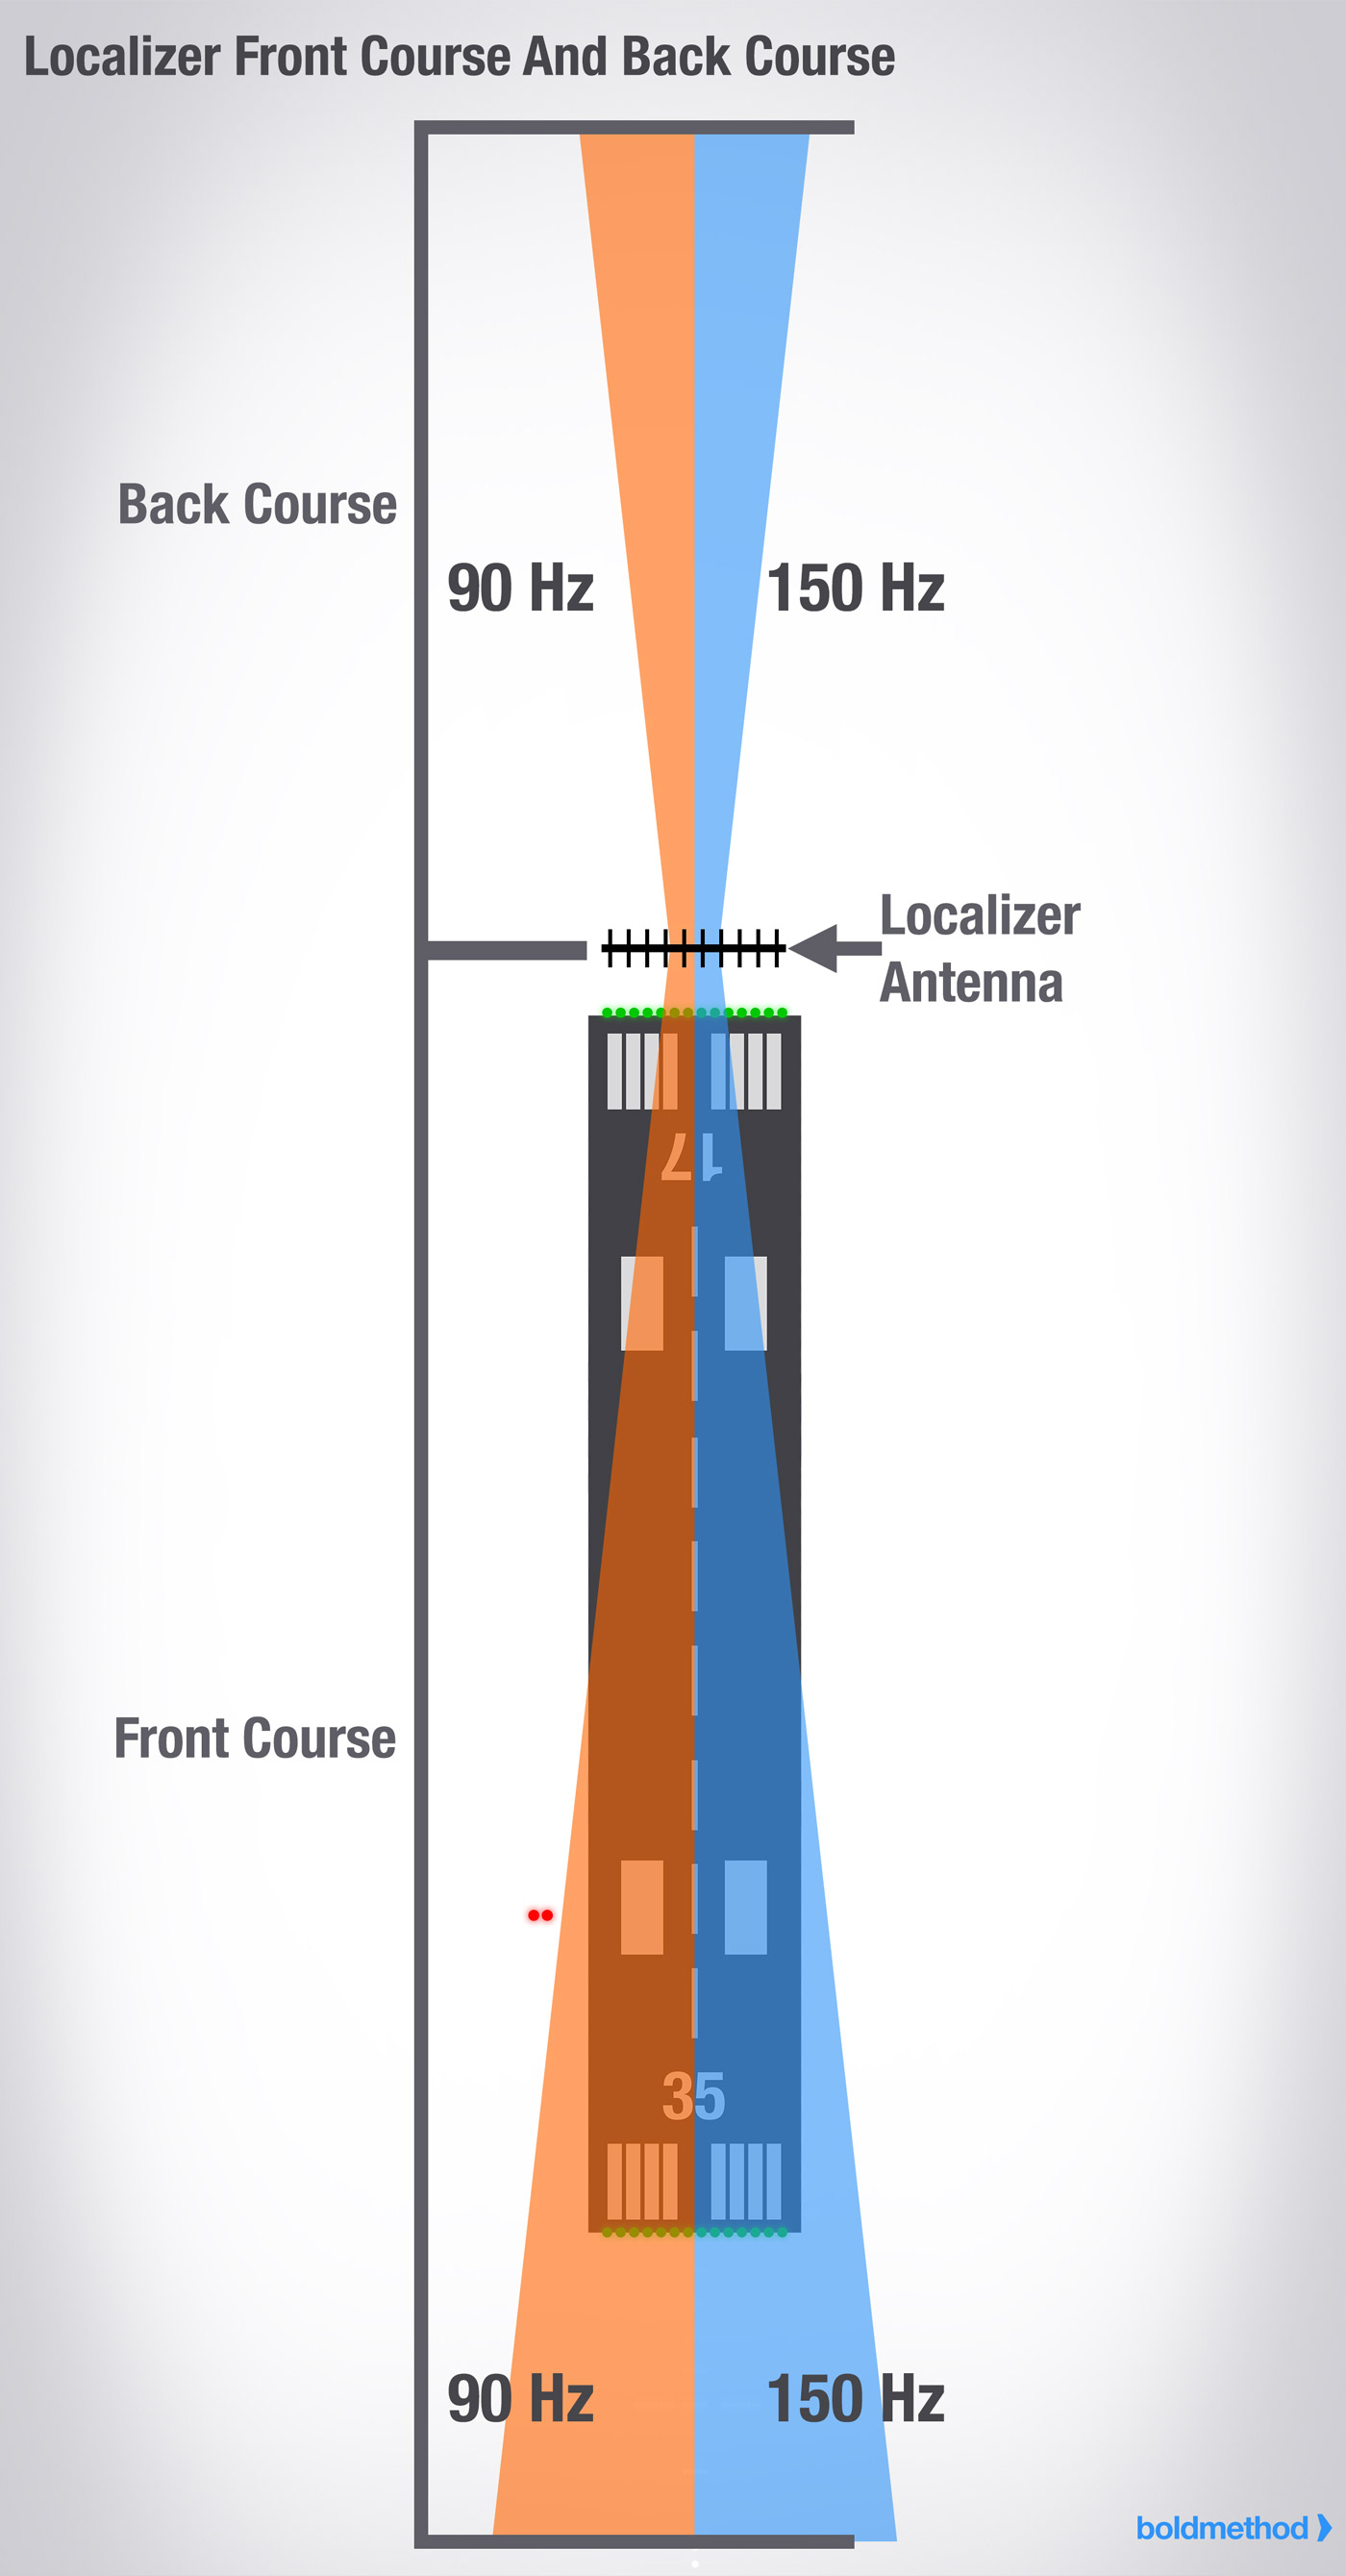 Localizer Front Course And Back Course
Back Course
90 Hz
150 Hz
Localizer
Antenna
17
Front Course
35
90 Hz
150 Hz
boldmethod